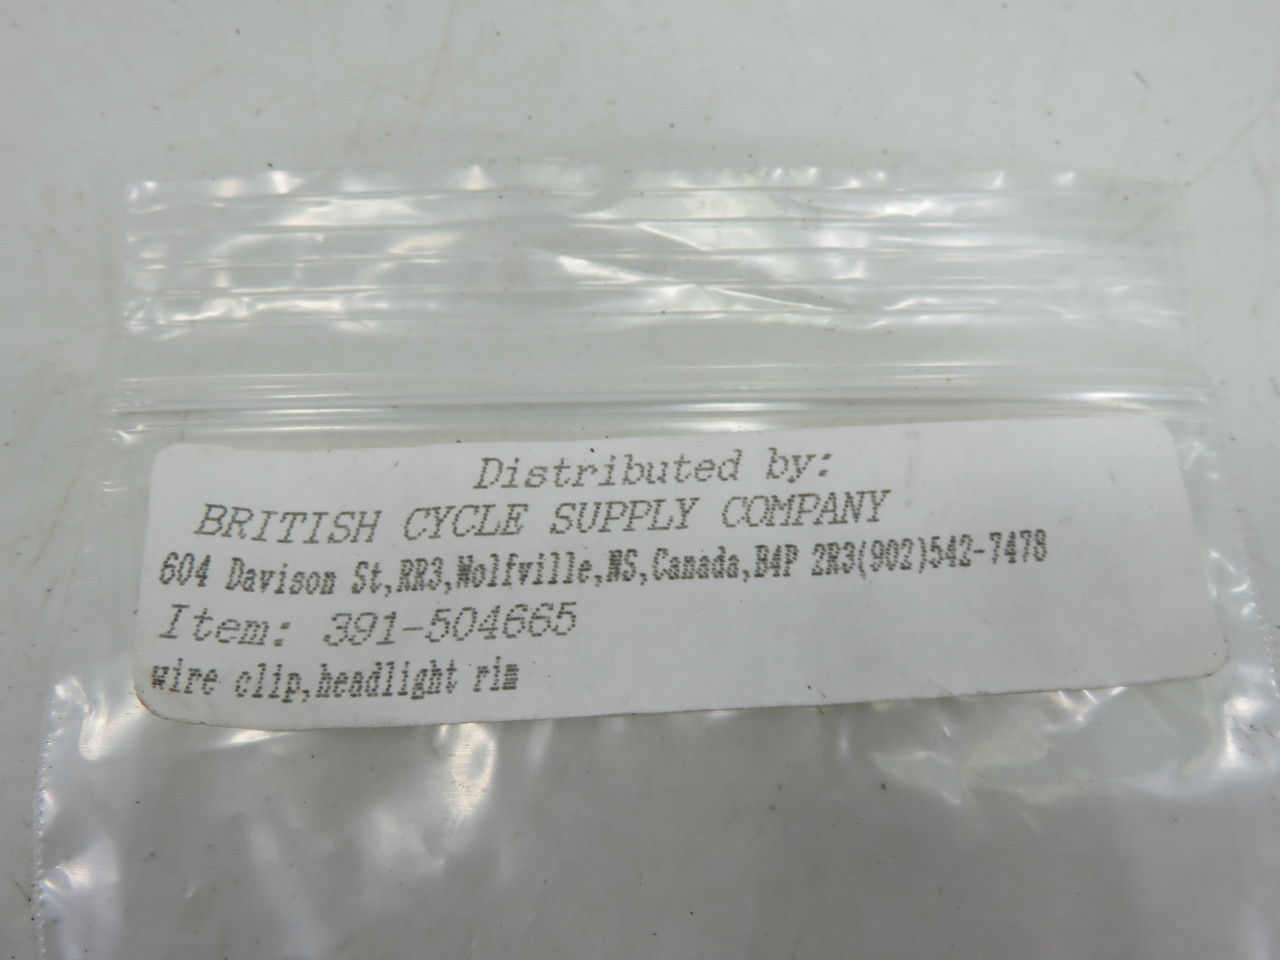 Distributed by:
BRITISH CYCLE SUPPLY COMPANY
604 Davison St,RR3,Wolfville,NS,Canada,B4P 2R3(902)542-7478
Item: 391-504665
wire clip,headlight rim